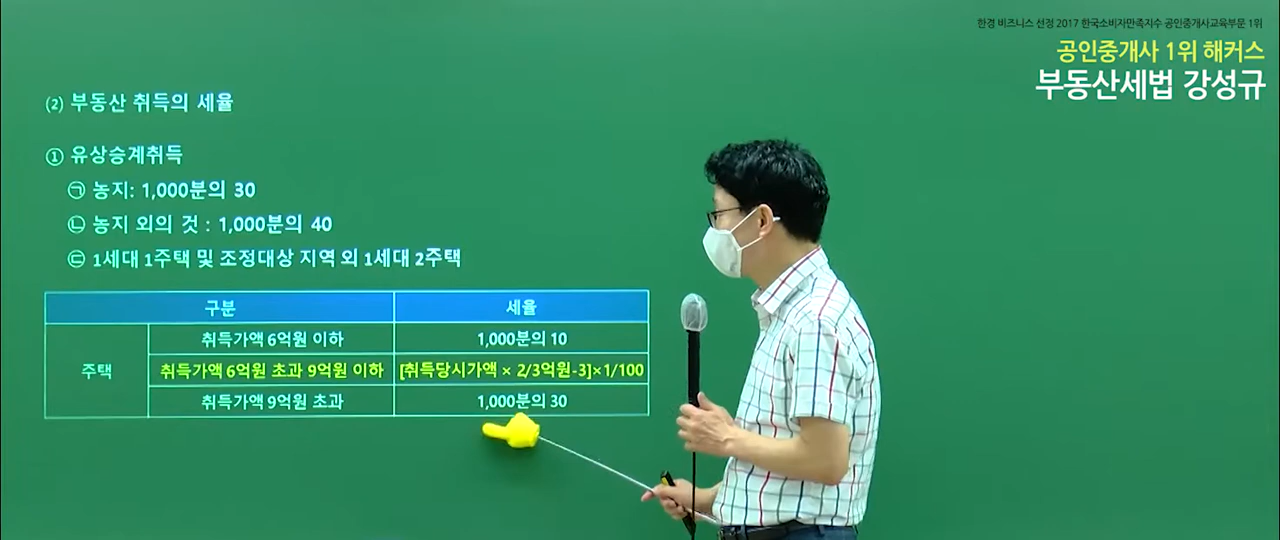 한경 비즈니스 선정 2017 한국소비자만족지수 공인중개사교육부문 1위
공인중개사 1위 해커스
부동산세법 강성규
(2) 부동산 취득의 세율
① 유상승계취득
㉠ 농지: 1,000분의 30
㉡ 농지 외의 것 : 1,000분의 40
㉢ 1세대 1주택 및 조정대상 지역 외 1세대 2주택
구분 세율
주택
취득가액 6억원 이하 1,000분의 10
취득가액 6억원 초과 9억원 이하 [취득당시가액 × 2/3억원-3]×1/100
취득가액 9억원 초과 1,000분의 30